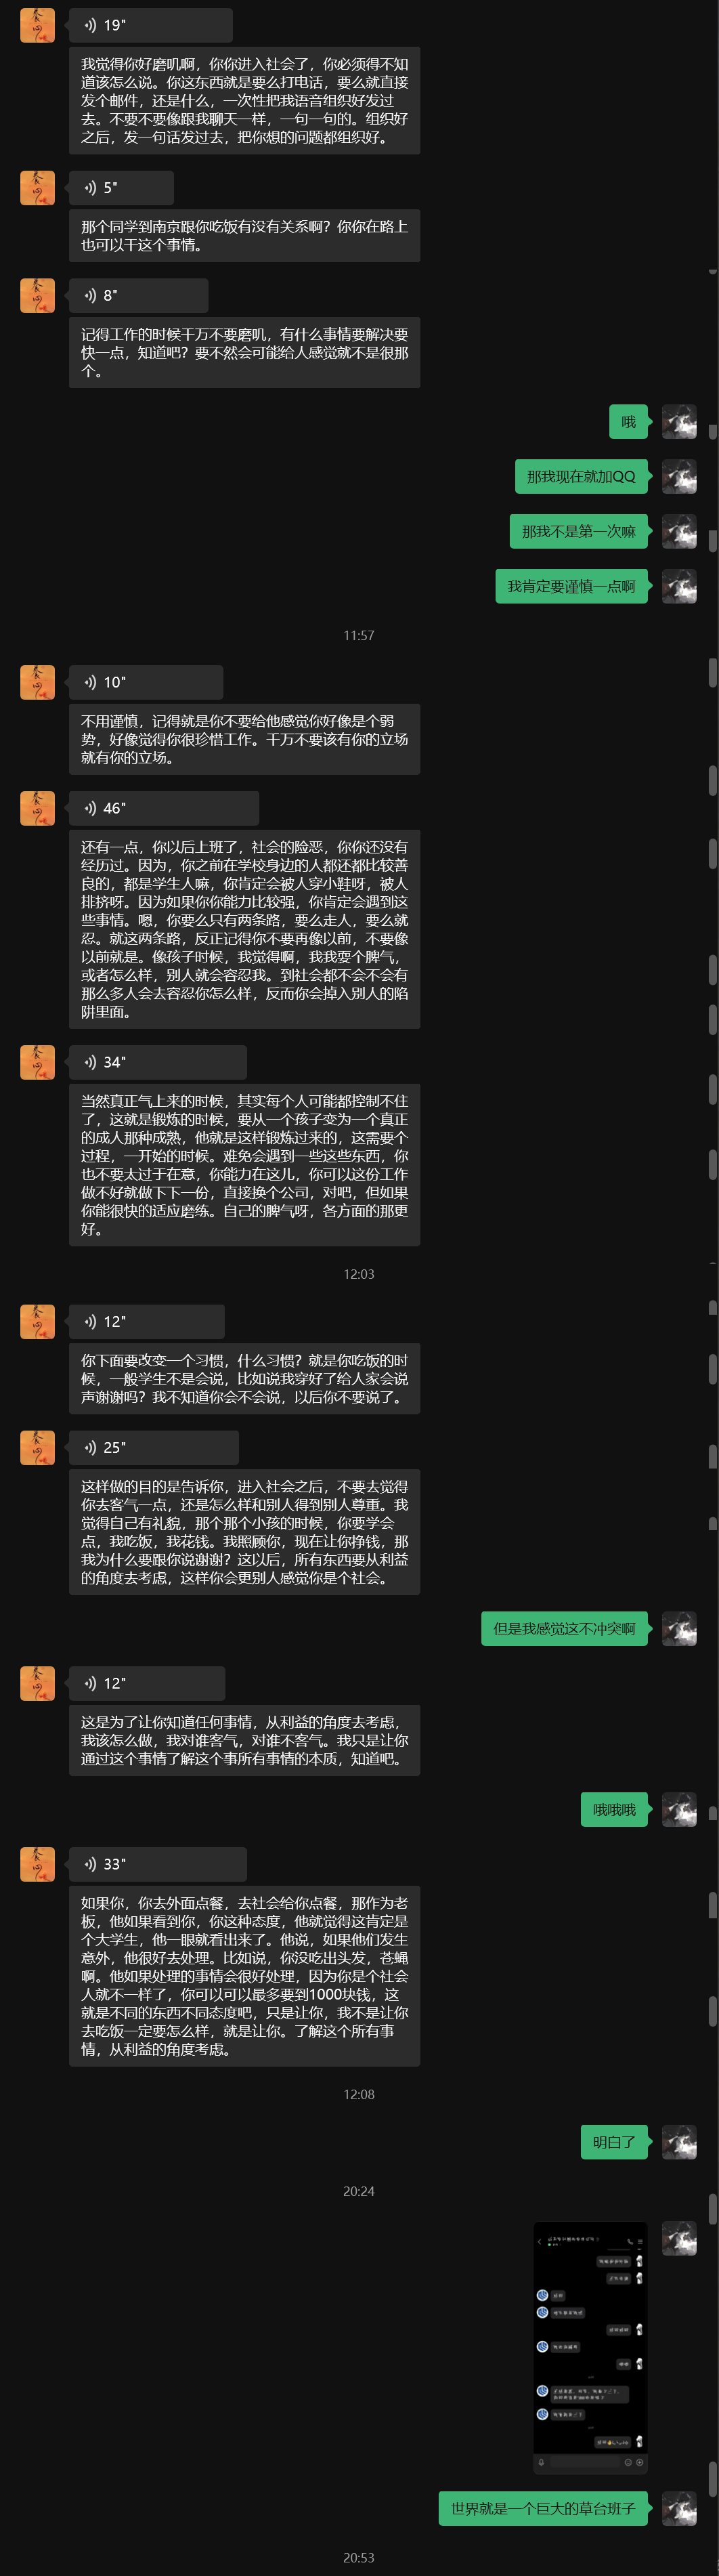 19"
我觉得你好磨叽啊，你你进入社会了，你必须得不知
道该怎么说。你这东西就是要么打电话，要么就直接
发个邮件，还是什么，一次性把我语音组织好发过
去。不要不要像跟我聊天一样，一句一句的。组织好
之后，发一句话发过去，把你想的问题都组织好。
5"
那个同学到南京跟你吃饭有没有关系啊？你你在路上
也可以干这个事情。
8"
记得工作的时候千万不要磨叽，有什么事情要解决要
快一点，知道吧？要不然会可能给人感觉就不是很那
个。
哦
那我现在就加QQ
那我不是第一次嘛
我肯定要谨慎一点啊
11:57
10"
不用谨慎，记得就是你不要给他感觉你好像是个弱
势，好像觉得你很珍惜工作。千万不要该有你的立场
就有你的立场。
46"
还有一点，你以后上班了，社会的险恶，你你还没有
经历过。因为，你之前在学校身边的人都还都比较善
良的，都是学生人嘛，你肯定会被人穿小鞋呀，被人
排挤呀。因为如果你你能力比较强，你肯定会遇到这
些事情。嗯，你要么只有两条路，要么走人，要么就
忍。就这两条路，反正记得你不要再像以前，不要像
以前就是。像孩子时候，我觉得啊，我我耍个脾气，
或者怎么样，别人就会容忍我。到社会都不会不会有
那么多人会去容忍你怎么样，反而你会掉入别人的陷
阱里面。
34"
当然真正气上来的时候，其实每个人可能都控制不住
了，这就是锻炼的时候，要从一个孩子变为一个真正
的成人那种成熟，他就是这样锻炼过来的，这需要个
过程，一开始的时候。难免会遇到一些这些东西，你
也不要太过于在意，你能力在这儿，你可以这份工作
做不好就做下下一份，直接换个公司，对吧，但如果
你能很快的适应磨练。自己的脾气呀，各方面的那更
好。
12:03
12"
你下面要改变一个习惯，什么习惯？就是你吃饭的时
候，一般学生不是会说，比如说我穿好了给人家会说
声谢谢吗？我不知道你会不会说，以后你不要说了。
25"
这样做的目的是告诉你，进入社会之后，不要去觉得
你去客气一点，还是怎么样和别人得到别人尊重。我
觉得自己有礼貌，那个那个小孩的时候，你要学会
点，我吃饭，我花钱。我照顾你，现在让你挣钱，那
我为什么要跟你说谢谢？这以后，所有东西要从利益
的角度去考虑，这样你会更别人感觉你是个社会。
但是我感觉这不冲突啊
12"
这是为了让你知道任何事情，从利益的角度去考虑，
我该怎么做，我对谁客气，对谁不客气。我只是让你
通过这个事情了解这个事所有事情的本质，知道吧。
哦哦哦
33"
如果你，你去外面点餐，去社会给你点餐，那作为老
板，他如果看到你，你这种态度，他就觉得这肯定是
个大学生，他一眼就看出来了。他说，如果他们发生
意外，他很好去处理。比如说，你没吃出头发，苍蝇
啊。他如果处理的事情会很好处理，因为你是个社会
人就不一样了，你可以可以最多要到1000块钱，这
就是不同的东西不同态度吧，只是让你，我不是让你
去吃饭一定要怎么样，就是让你。了解这个所有事
情，从利益的角度考虑。
12:08
明白了
20:24
世界就是一个巨大的草台班子
20:53